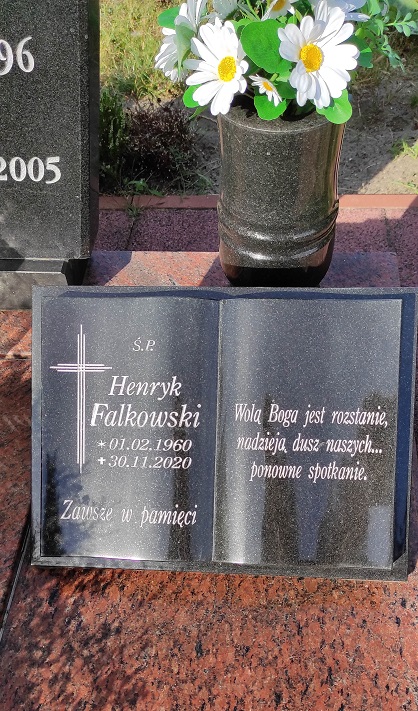 96
2005
Ś.P.
Henryk
Falkowski
* 01.02.1960
+ 30.11.2020
Zawsze w pamięci
Wolą Boga jest rozstanie,
nadzieją dusz naszych...
ponowne spotkanie.